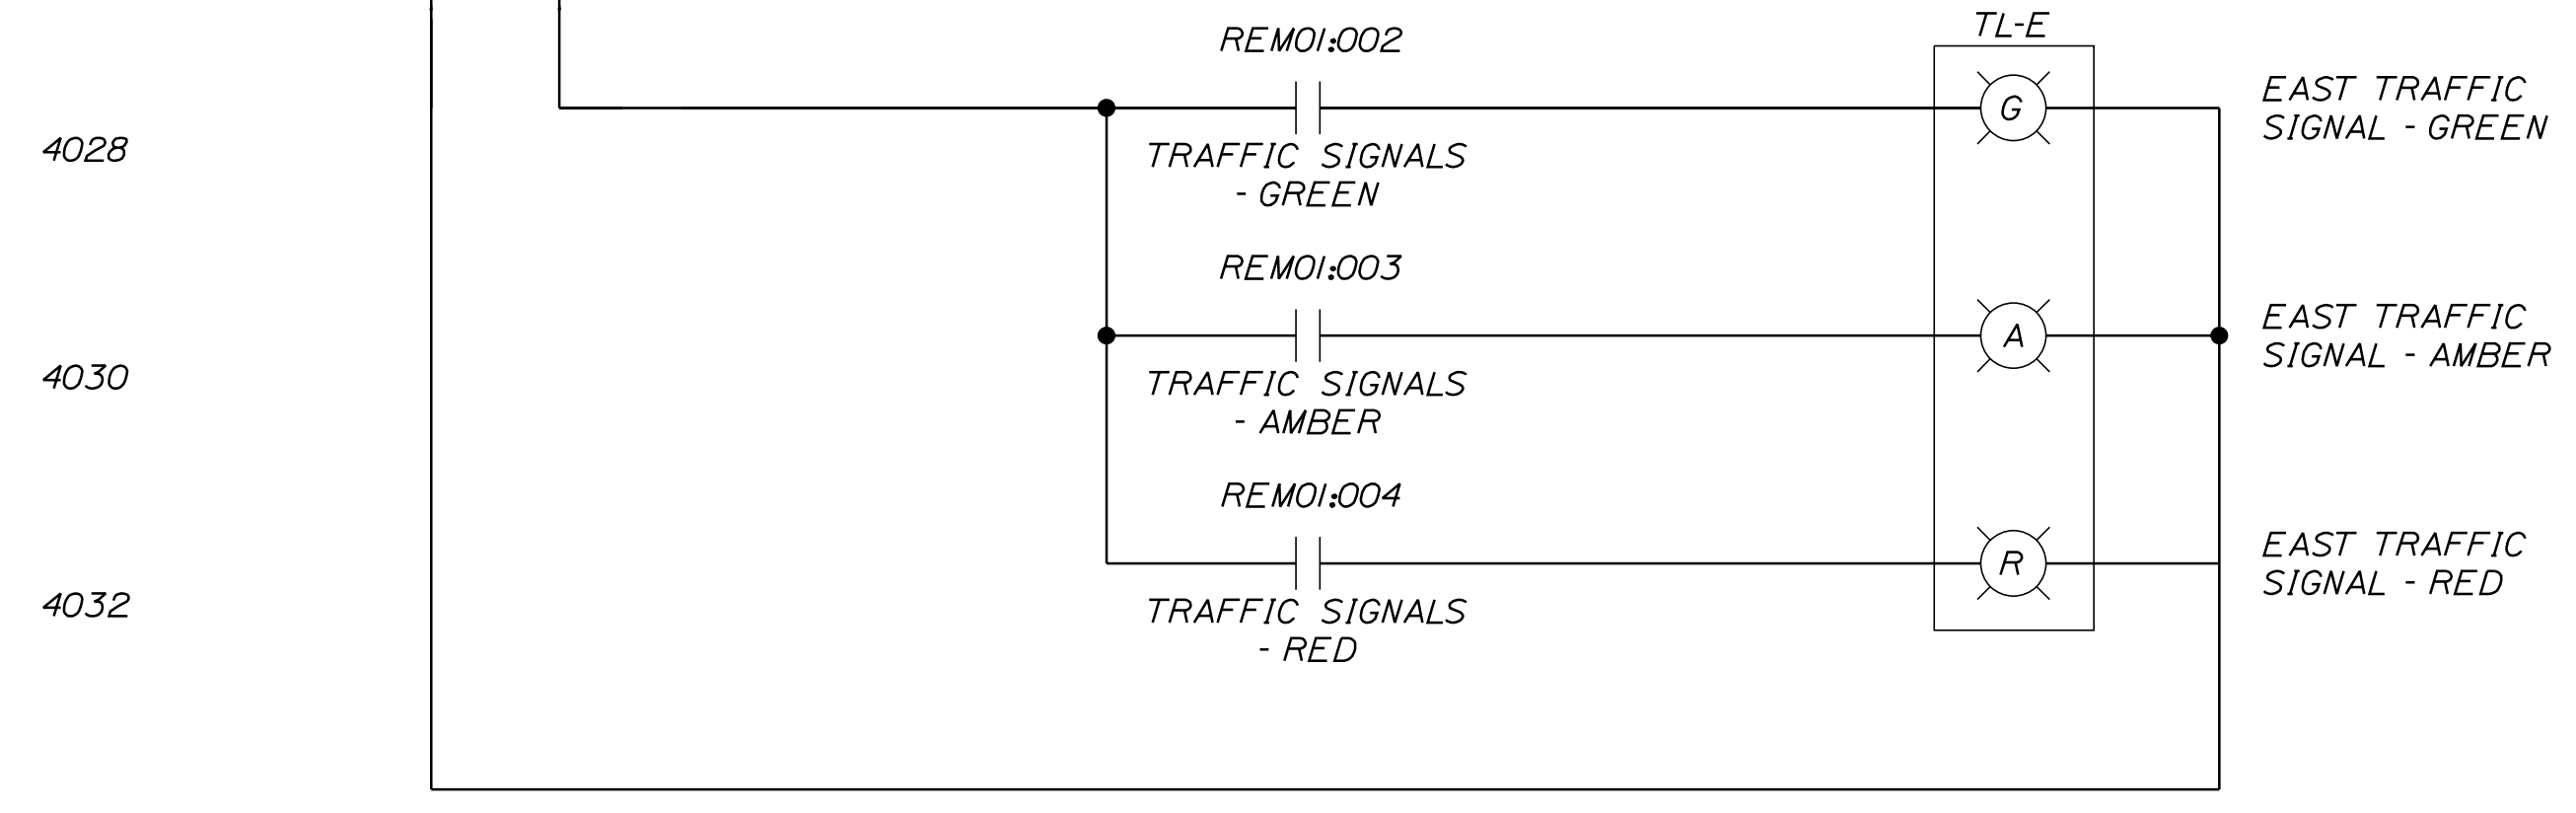 TL-E
REM01:002
EAST TRAFFIC
SIGNAL - GREEN
G
4028
TRAFFIC SIGNALS
- GREEN
REM01:003
EAST TRAFFIC
SIGNAL - AMBER
A
4030
TRAFFIC SIGNALS
- AMBER
REM01:004
EAST TRAFFIC
SIGNAL - RED
R
4032
TRAFFIC SIGNALS
- RED